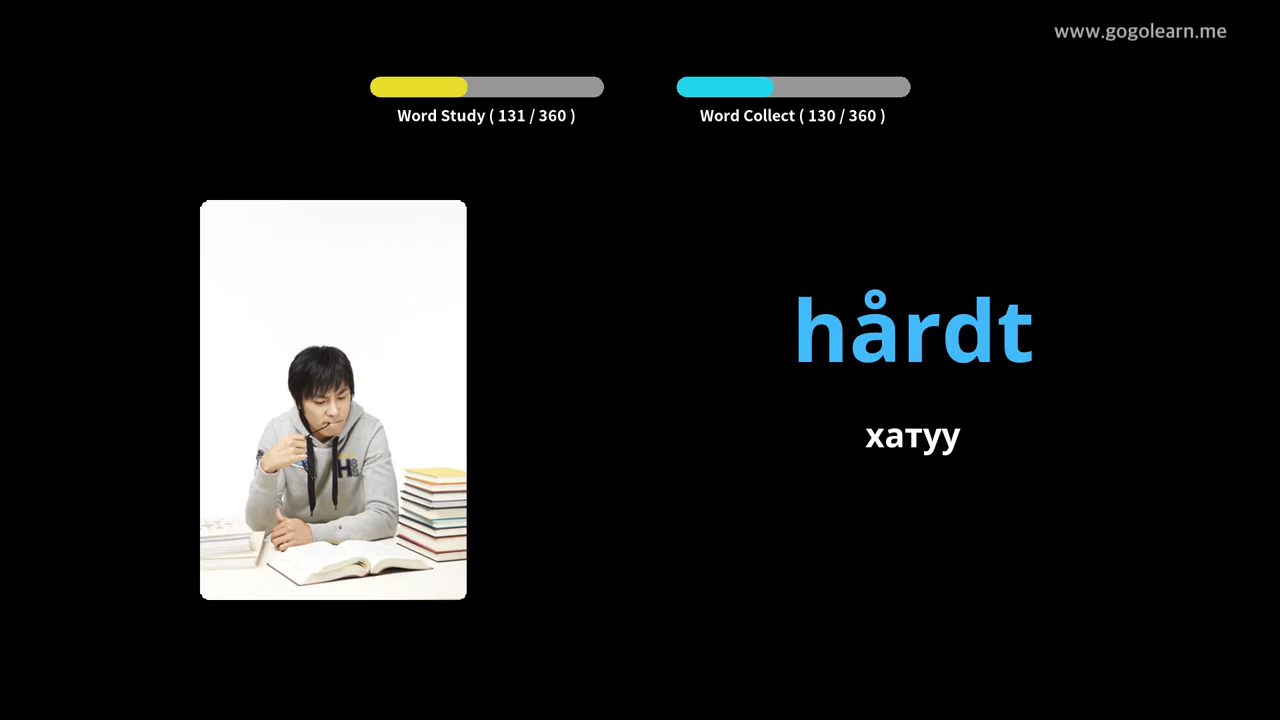 www.gogolearn.me
Word Study ( 131 / 360 )
Word Collect ( 130 / 360 )
hårdt
хатуу
H